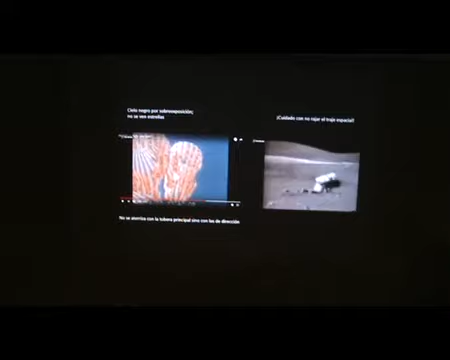 Cielo negro por sobreexposición;
no se ven estrellas
¡Cuidado con no rajar el traje espacial!
No se aterriza con la tobera principal sino con las de dirección